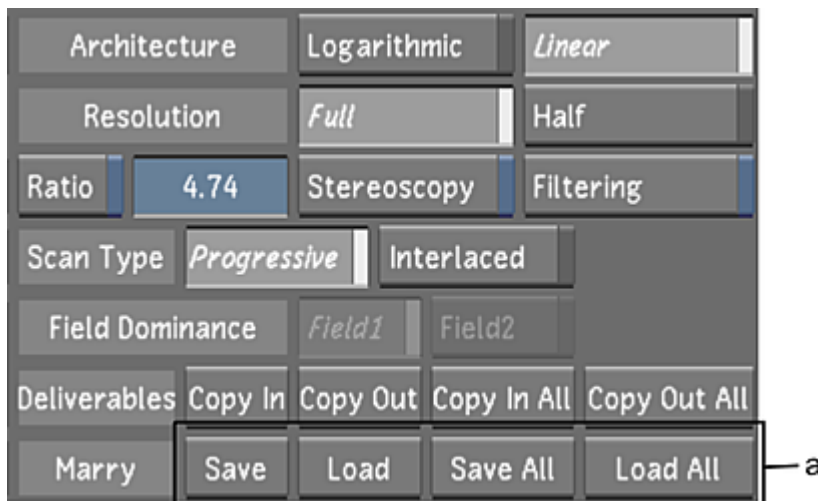 Architecture Logarithmic Linear
Resolution Full Half
Ratio 4.74 Stereoscopy Filtering
Scan Type Progressive Interlaced
Field Dominance Field1 Field2
Deliverables Copy In Copy Out Copy In All Copy Out All
Marry Save Load Save All Load All a